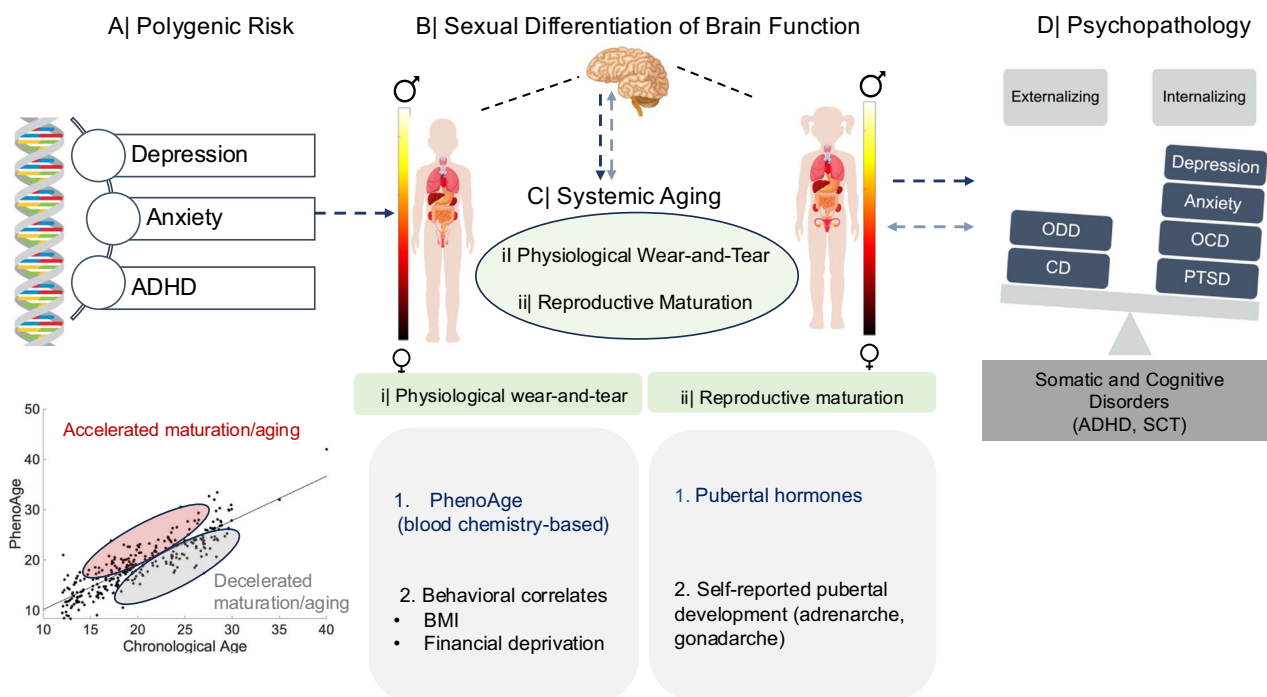 A| Polygenic Risk
B| Sexual Differentiation of Brain Function
D| Psychopathology
Depression
Anxiety
ADHD
♂
♀
C| Systemic Aging
iI Physiological Wear-and-Tear
ii| Reproductive Maturation
♂
♀
Externalizing
Internalizing
Depression
Anxiety
OCD
PTSD
ODD
CD
Somatic and Cognitive
Disorders
(ADHD, SCT)
i| Physiological wear-and-tear
ii| Reproductive maturation
1. PhenoAge
(blood chemistry-based)
2. Behavioral correlates
• BMI
• Financial deprivation
1. Pubertal hormones
2. Self-reported pubertal
development (adrenarche,
gonadarche)
50
40
30
20
10
PhenoAge
Accelerated maturation/aging
Decelerated
maturation/aging
10 15 20 25 30 35 40
Chronological Age